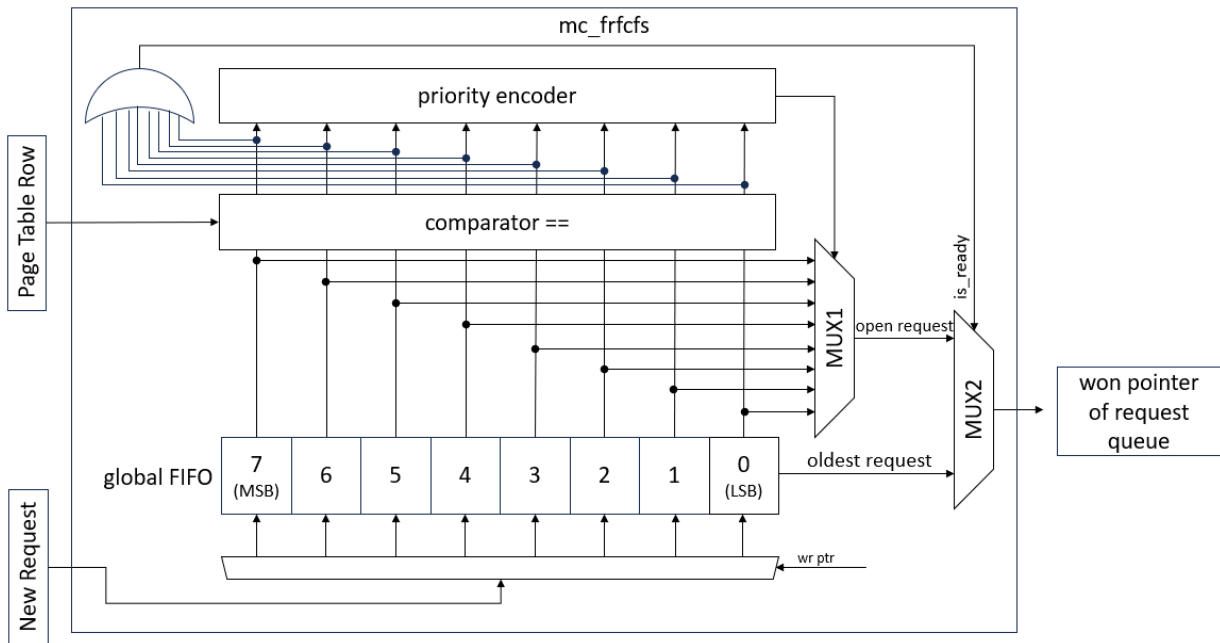 mc_frfcfs
priority encoder
Page Table Row
comparator ==
is_ready
MUX1
open request
MUX2
won pointer
of request
queue
global FIFO
7
(MSB)
6
5
4
3
2
1
0
(LSB)
oldest request
New Request
wr ptr